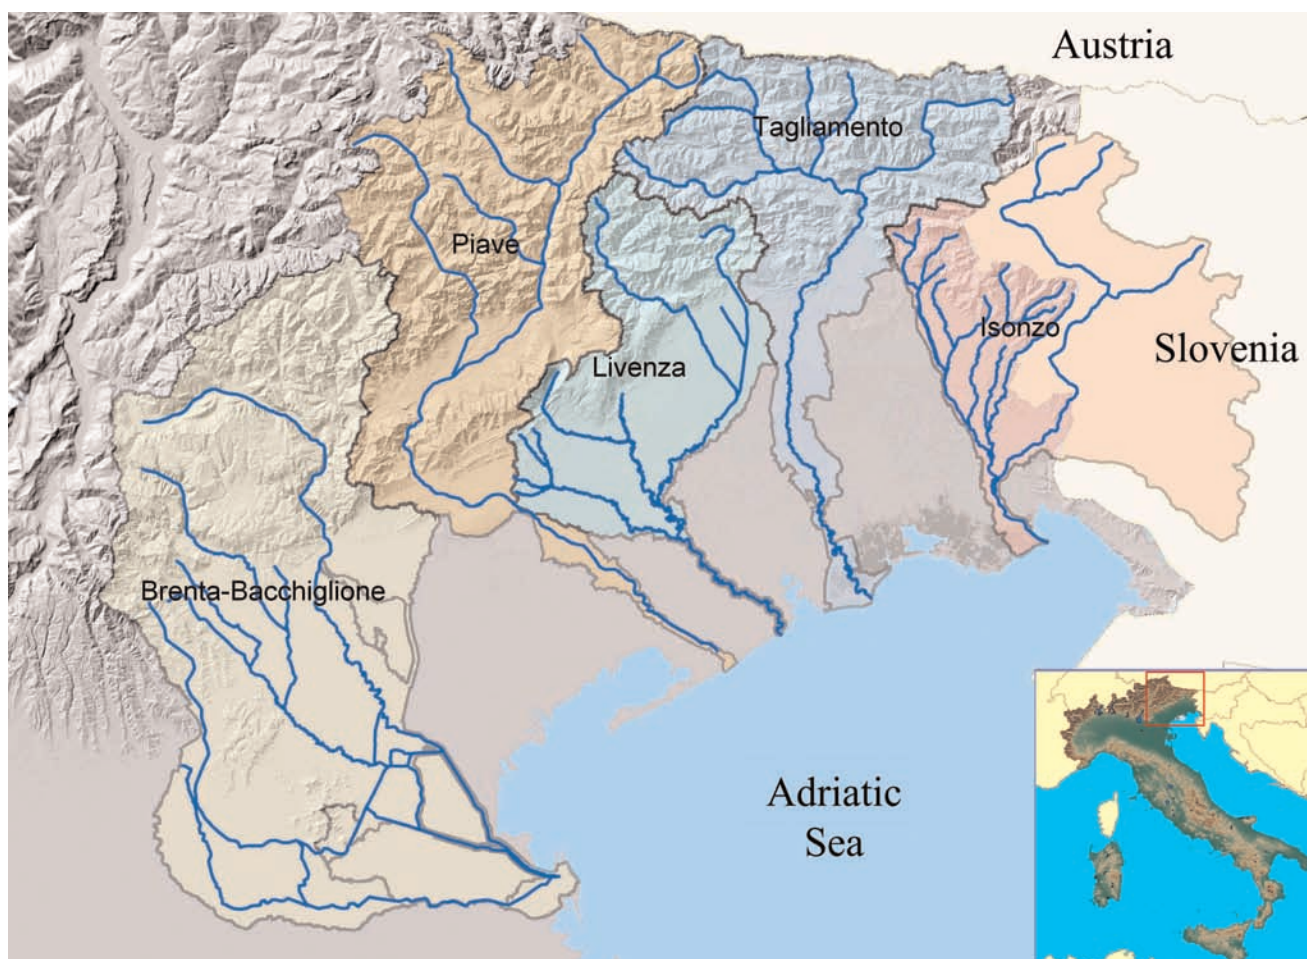 Austria
Tagliamento
Piave
Isonzo
Slovenia
Livenza
Brenta-Bacchiglione
Adriatic
Sea